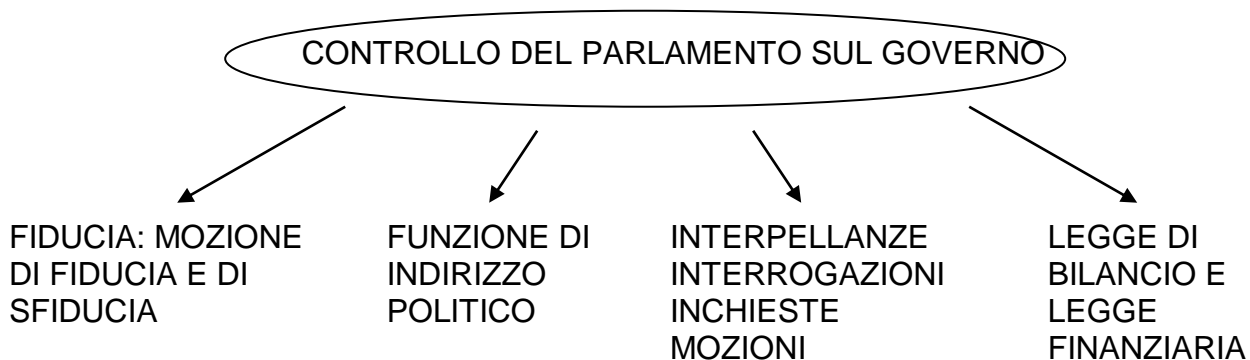 CONTROLLO DEL PARLAMENTO SUL GOVERNO
FIDUCIA: MOZIONE
DI FIDUCIA E DI
SFIDUCIA
FUNZIONE DI
INDIRIZZO
POLITICO
INTERPELLANZE
INTERROGAZIONI
INCHIESTE
MOZIONI
LEGGE DI
BILANCIO E
LEGGE
FINANZIARIA